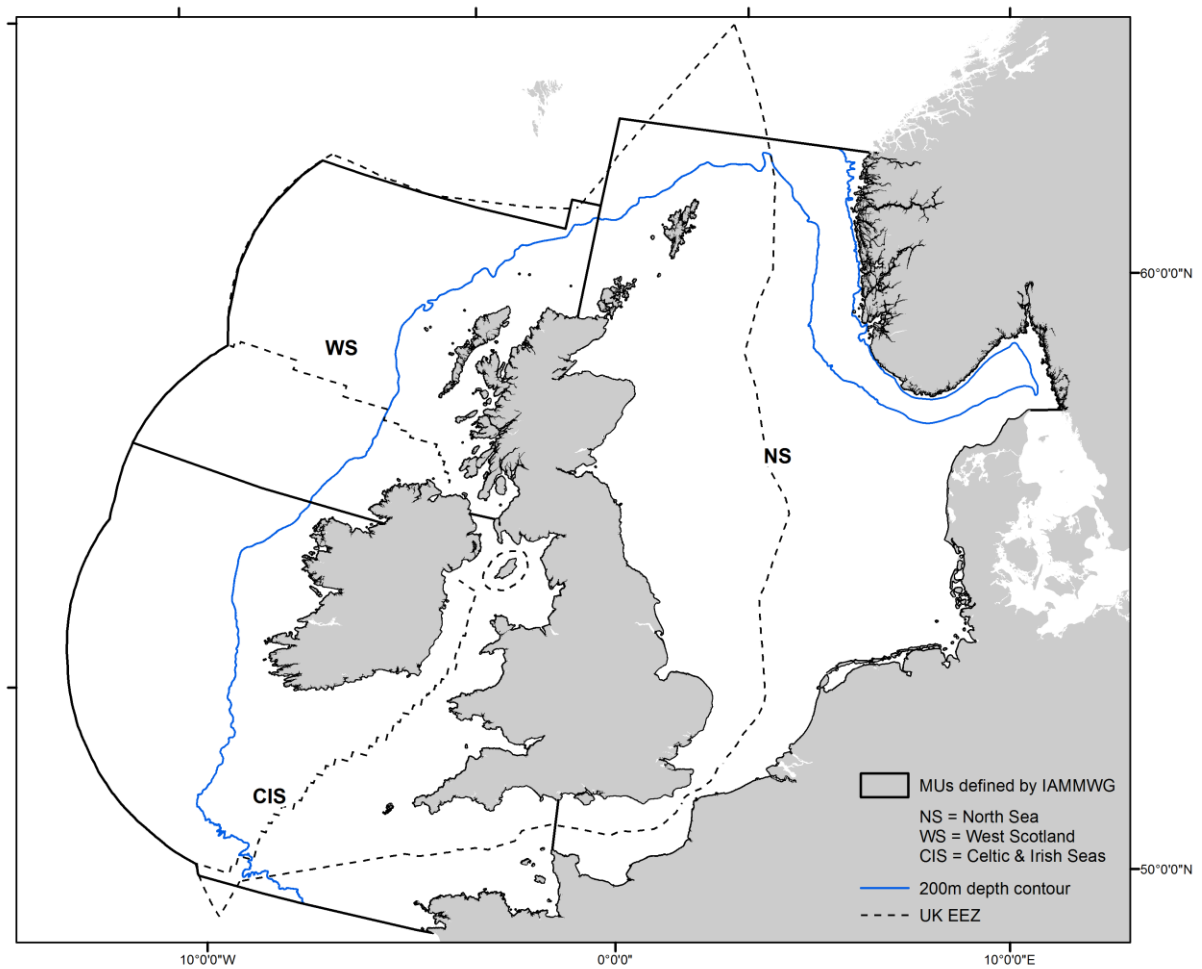 60°0'0"N
WS
NS
CIS
MUs defined by IAMMWG
NS = North Sea
WS = West Scotland
CIS = Celtic & Irish Seas
200m depth contour
UK EEZ
50°0'0"N
10°0'0"W
0°0'0"
10°0'0"E